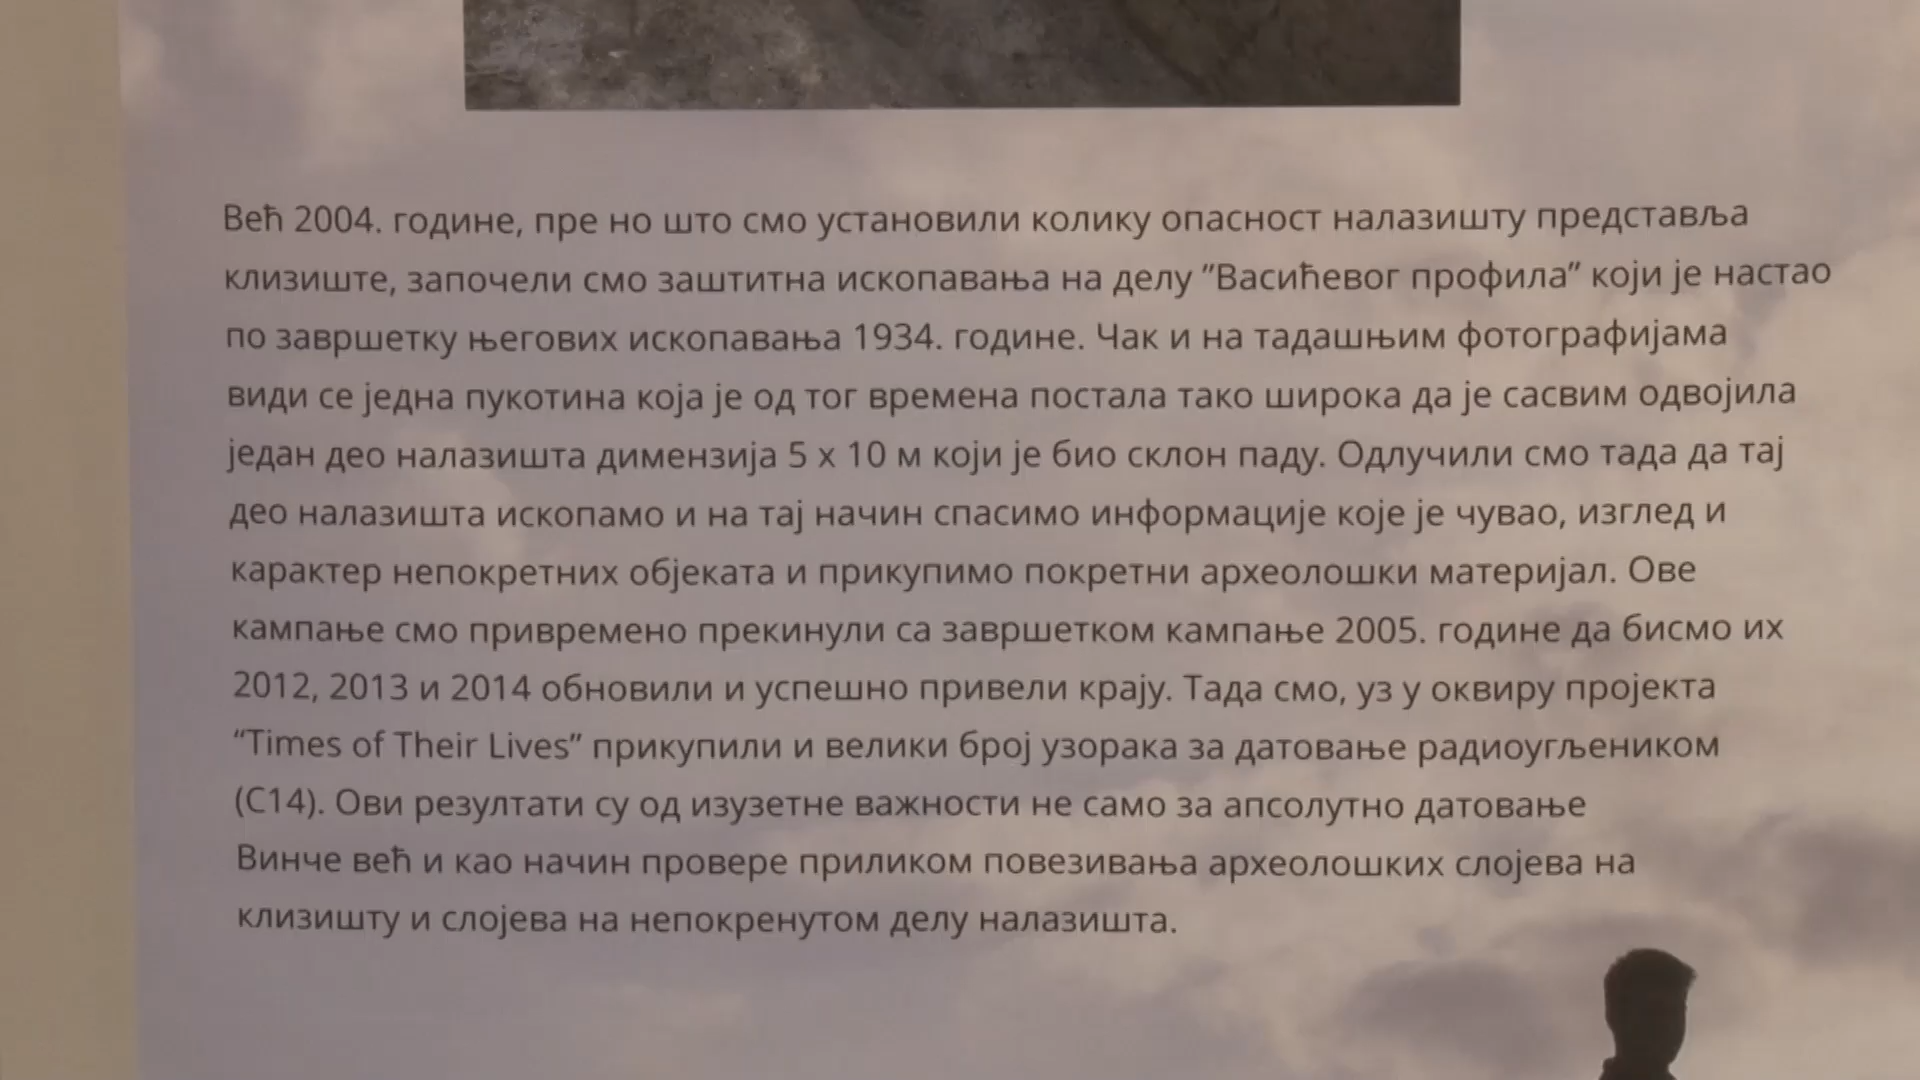 Већ 2004. године, пре но што смо установили колику опасност налазишту представља
клизиште, започели смо заштитна ископавања на делу ”Васићевог профила” који је настао
по завршетку његових ископавања 1934. године. Чак и на тадашњим фотографијама
види се једна пукотина која је од тог времена постала тако широка да је сасвим одвојила
један део налазишта димензија 5 x 10 м који је био склон паду. Одлучили смо тада да тај
део налазишта ископамо и на тај начин спасимо информације које је чувао, изглед и
карактер непокретних објеката и прикупимо покретни археолошки материјал. Ове
кампање смо привремено прекинули са завршетком кампање 2005. године да бисмо их
2012, 2013 и 2014 обновили и успешно привели крају. Тада смо, уз у оквиру пројекта
“Times of Their Lives” прикупили и велики број узорака за датовање радиоугљеником
(C14). Ови резултати су од изузетне важности не само за апсолутно датовање
Винче већ и као начин провере приликом повезивања археолошких слојева на
клизишту и слојева на непокренутом делу налазишта.